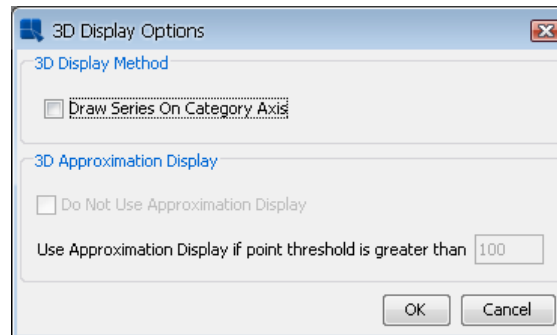 3D Display Options
3D Display Method
Draw Series On Category Axis
3D Approximation Display
Do Not Use Approximation Display
Use Approximation Display if point threshold is greater than 100
OK Cancel